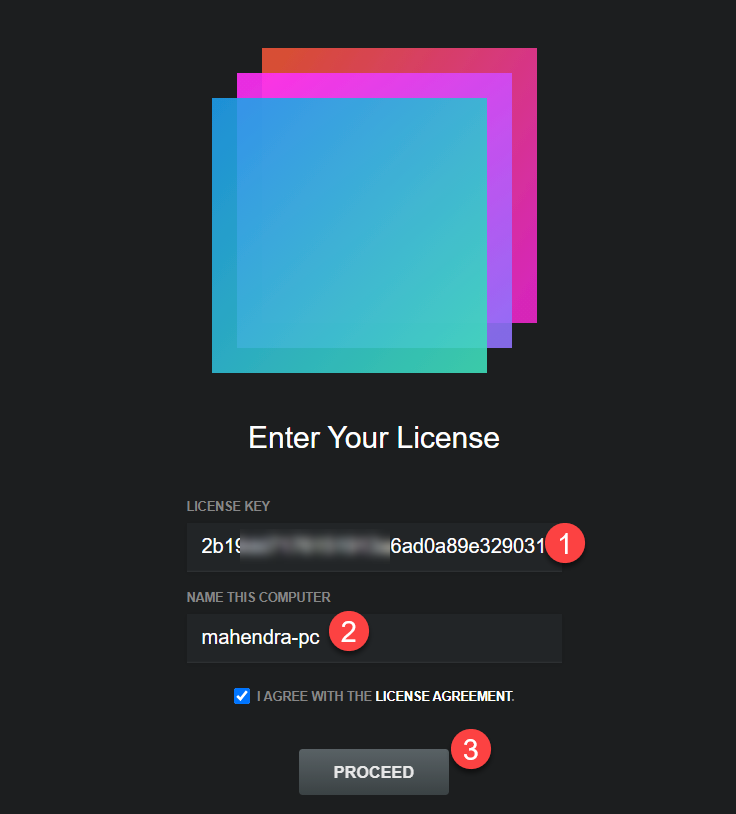 Enter Your License
LICENSE KEY
2b19 6ad0a89e329031 1
NAME THIS COMPUTER
mahendra-pc 2
I AGREE WITH THE LICENSE AGREEMENT.
3
PROCEED